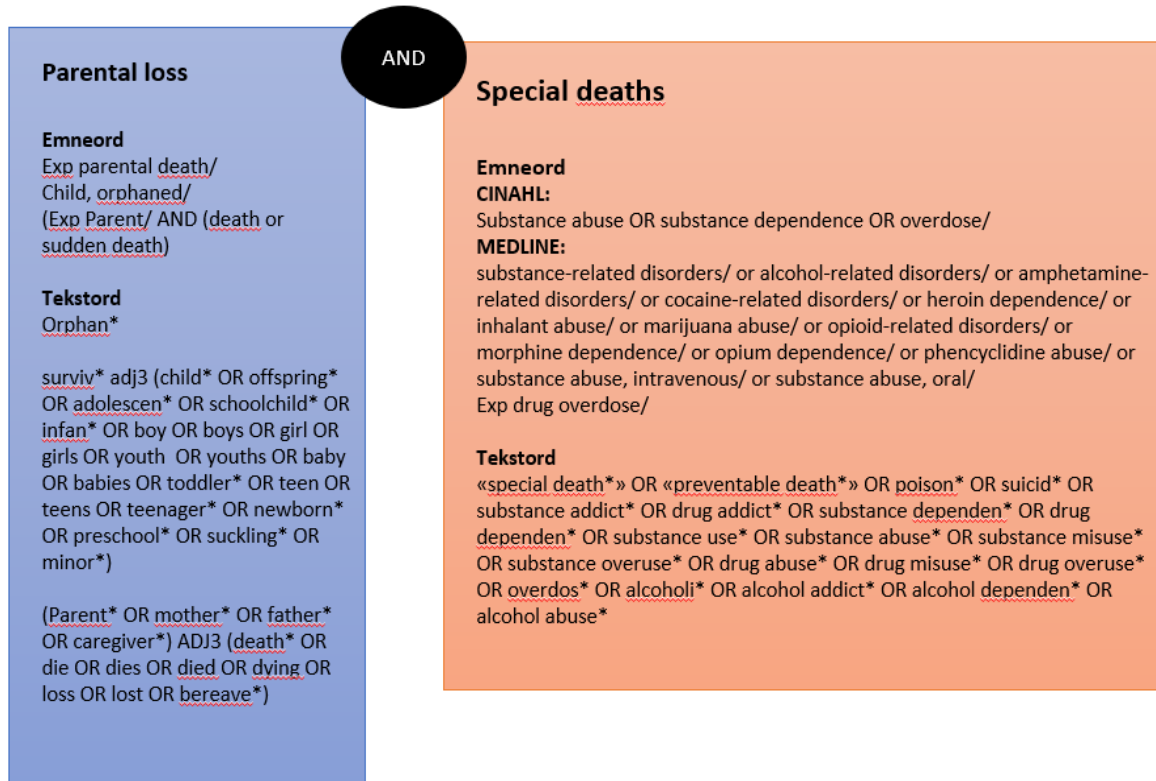 Parental loss
Emneord
Exp parental death/
Child, orphaned/
(Exp Parent/ AND (death or
sudden death)
Tekstord
Orphan*
surviv* adj3 (child* OR offspring*
OR adolescen* OR schoolchild* OR
infan* OR boy OR boys OR girl OR
girls OR youth OR youths OR baby
OR babies OR toddler* OR teen OR
teens OR teenager* OR newborn*
OR preschool* OR suckling* OR
minor*)
(Parent* OR mother* OR father*
OR caregiver*) ADJ3 (death* OR
die OR dies OR died OR dying OR
loss OR lost OR bereave*)
AND
Special deaths
Emneord
CINAHL:
Substance abuse OR substance dependence OR overdose/
MEDLINE:
substance-related disorders/ or alcohol-related disorders/ or amphetamine-
related disorders/ or cocaine-related disorders/ or heroin dependence/ or
inhalant abuse/ or marijuana abuse/ or opioid-related disorders/ or
morphine dependence/ or opium dependence/ or phencyclidine abuse/ or
substance abuse, intravenous/ or substance abuse, oral/
Exp drug overdose/
Tekstord
«special death*» OR «preventable death*» OR poison* OR suicid* OR
substance addict* OR drug addict* OR substance dependen* OR drug
dependen* OR substance use* OR substance abuse* OR substance misuse*
OR substance overuse* OR drug abuse* OR drug misuse* OR drug overuse*
OR overdos* OR alcoholi* OR alcohol addict* OR alcohol dependen* OR
alcohol abuse*